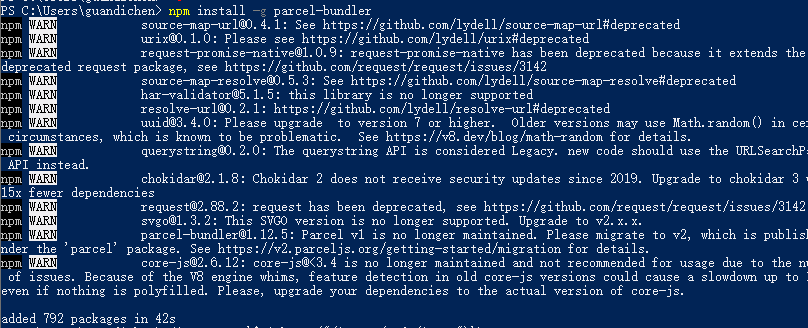 PS C:\Users\guandichen> npm install -g parcel-bundler
npm WARN source-map-url@0.4.1: See https://github.com/lydell/source-map-url#deprecated
npm WARN urix@0.1.0: Please see https://github.com/lydell/urix#deprecated
npm WARN request-promise-native@1.0.9: request-promise-native has been deprecated because it extends the
deprecated request package, see https://github.com/request/request/issues/3142
npm WARN source-map-resolve@0.5.3: See https://github.com/lydell/source-map-resolve#deprecated
npm WARN har-validator@5.1.5: this library is no longer supported
npm WARN resolve-url@0.2.1: https://github.com/lydell/resolve-url#deprecated
npm WARN uuid@3.4.0: Please upgrade  to version 7 or higher.  Older versions may use Math.random() in ce
 circumstances, which is known to be problematic.  See https://v8.dev/blog/math-random for details.
npm WARN querystring@0.2.0: The querystring API is considered Legacy. new code should use the URLSearchP
 API instead.
npm WARN chokidar@2.1.8: Chokidar 2 does not receive security updates since 2019. Upgrade to chokidar 3 w
15x fewer dependencies
npm WARN request@2.88.2: request has been deprecated, see https://github.com/request/request/issues/3142
npm WARN svgo@1.3.2: This SVGO version is no longer supported. Upgrade to v2.x.x.
npm WARN parcel-bundler@1.12.5: Parcel v1 is no longer maintained. Please migrate to v2, which is publis
nder the 'parcel' package. See https://v2.parceljs.org/getting-started/migration for details.
npm WARN core-js@2.6.12: core-js@<3.4 is no longer maintained and not recommended for usage due to the nu
of issues. Because of the V8 engine whims, feature detection in old core-js versions could cause a slowdown up to
even if nothing is polyfilled. Please, upgrade your dependencies to the actual version of core-js.
added 792 packages in 42s